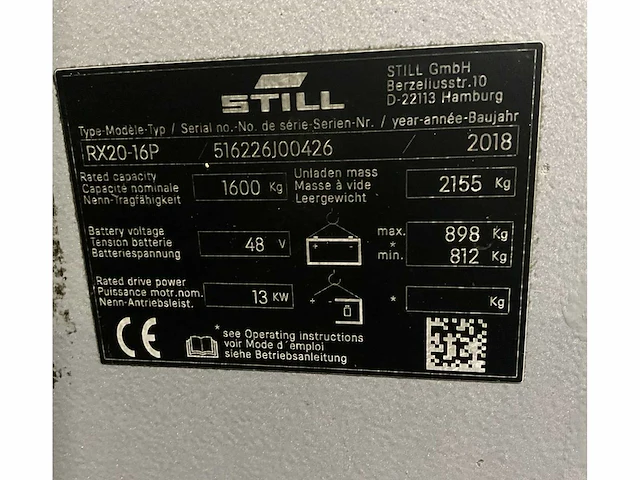 STILL
STILL GmbH
Berzeliusstr.10
D-22113 Hamburg
Type-Modèle-Typ / Serial no.-No. de série-Serien-Nr. / year-année-Baujahr
RX20-16P / 516226J00426 / 2018
Rated capacity
Capacité nominale
Nenn-Tragfähigkeit
1600 Kg
Unladen mass
Masse à vide
Leergewicht
2155 Kg
Battery voltage
Tension batterie
Batteriespannung
48 V
+ -
max. 898 Kg
*
min. 812 Kg
Rated drive power
Puissance motr.nom.
Nenn-Antriebsleist.
13 KW
+ -
* Kg
CE
* see Operating instructions
voir Mode d'emploi
siehe Betriebsanleitung